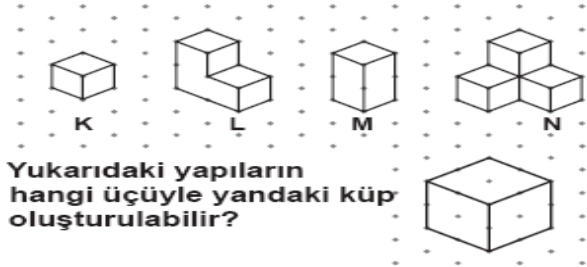 K L M N
Yukarıdaki yapıların
hangi üçüyle yandaki küp
oluşturulabilir?